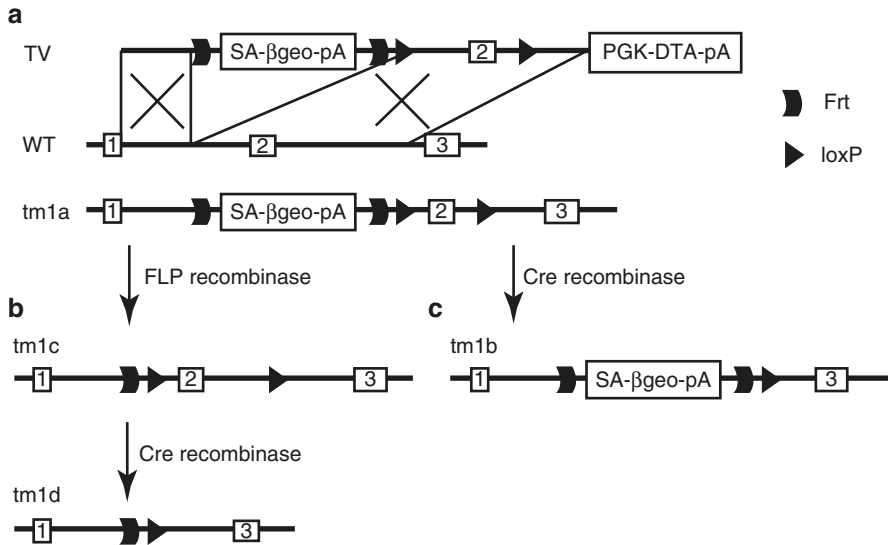 a
TV SA-βgeo-pA 2 PGK-DTA-pA
Frt
WT 1 2 3
loxP
tm1a 1 SA-βgeo-pA 2 3
FLP recombinase
Cre recombinase
b
tm1c
1 2 3
Cre recombinase
tm1d
1 3
c
tm1b
1 SA-βgeo-pA 3